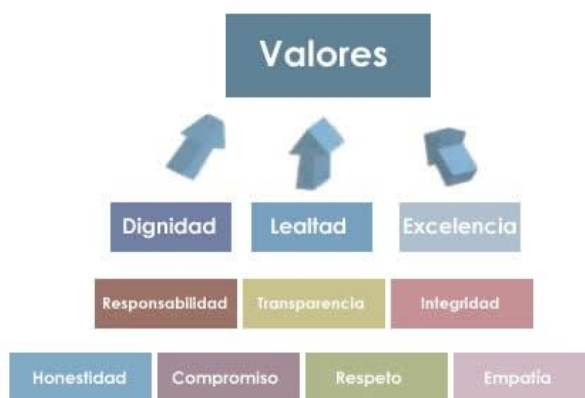 Valores
Dignidad Lealtad Excelencia
Responsabilidad Transparencia Integridad
Honestidad Compromiso Respeto Empatía